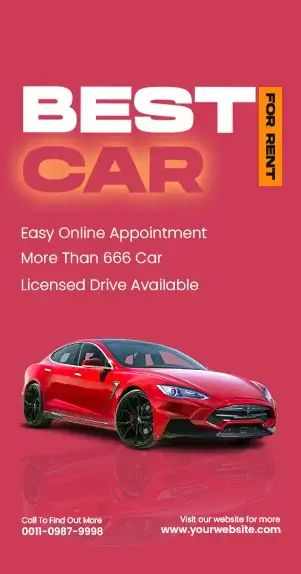 BEST
FOR RENT
CAR
Easy Online Appointment
More Than 666 Car
Licensed Drive Available
Call To Find Out More
0011-0987-9998
Visit our website for more
www.yourwebsite.com